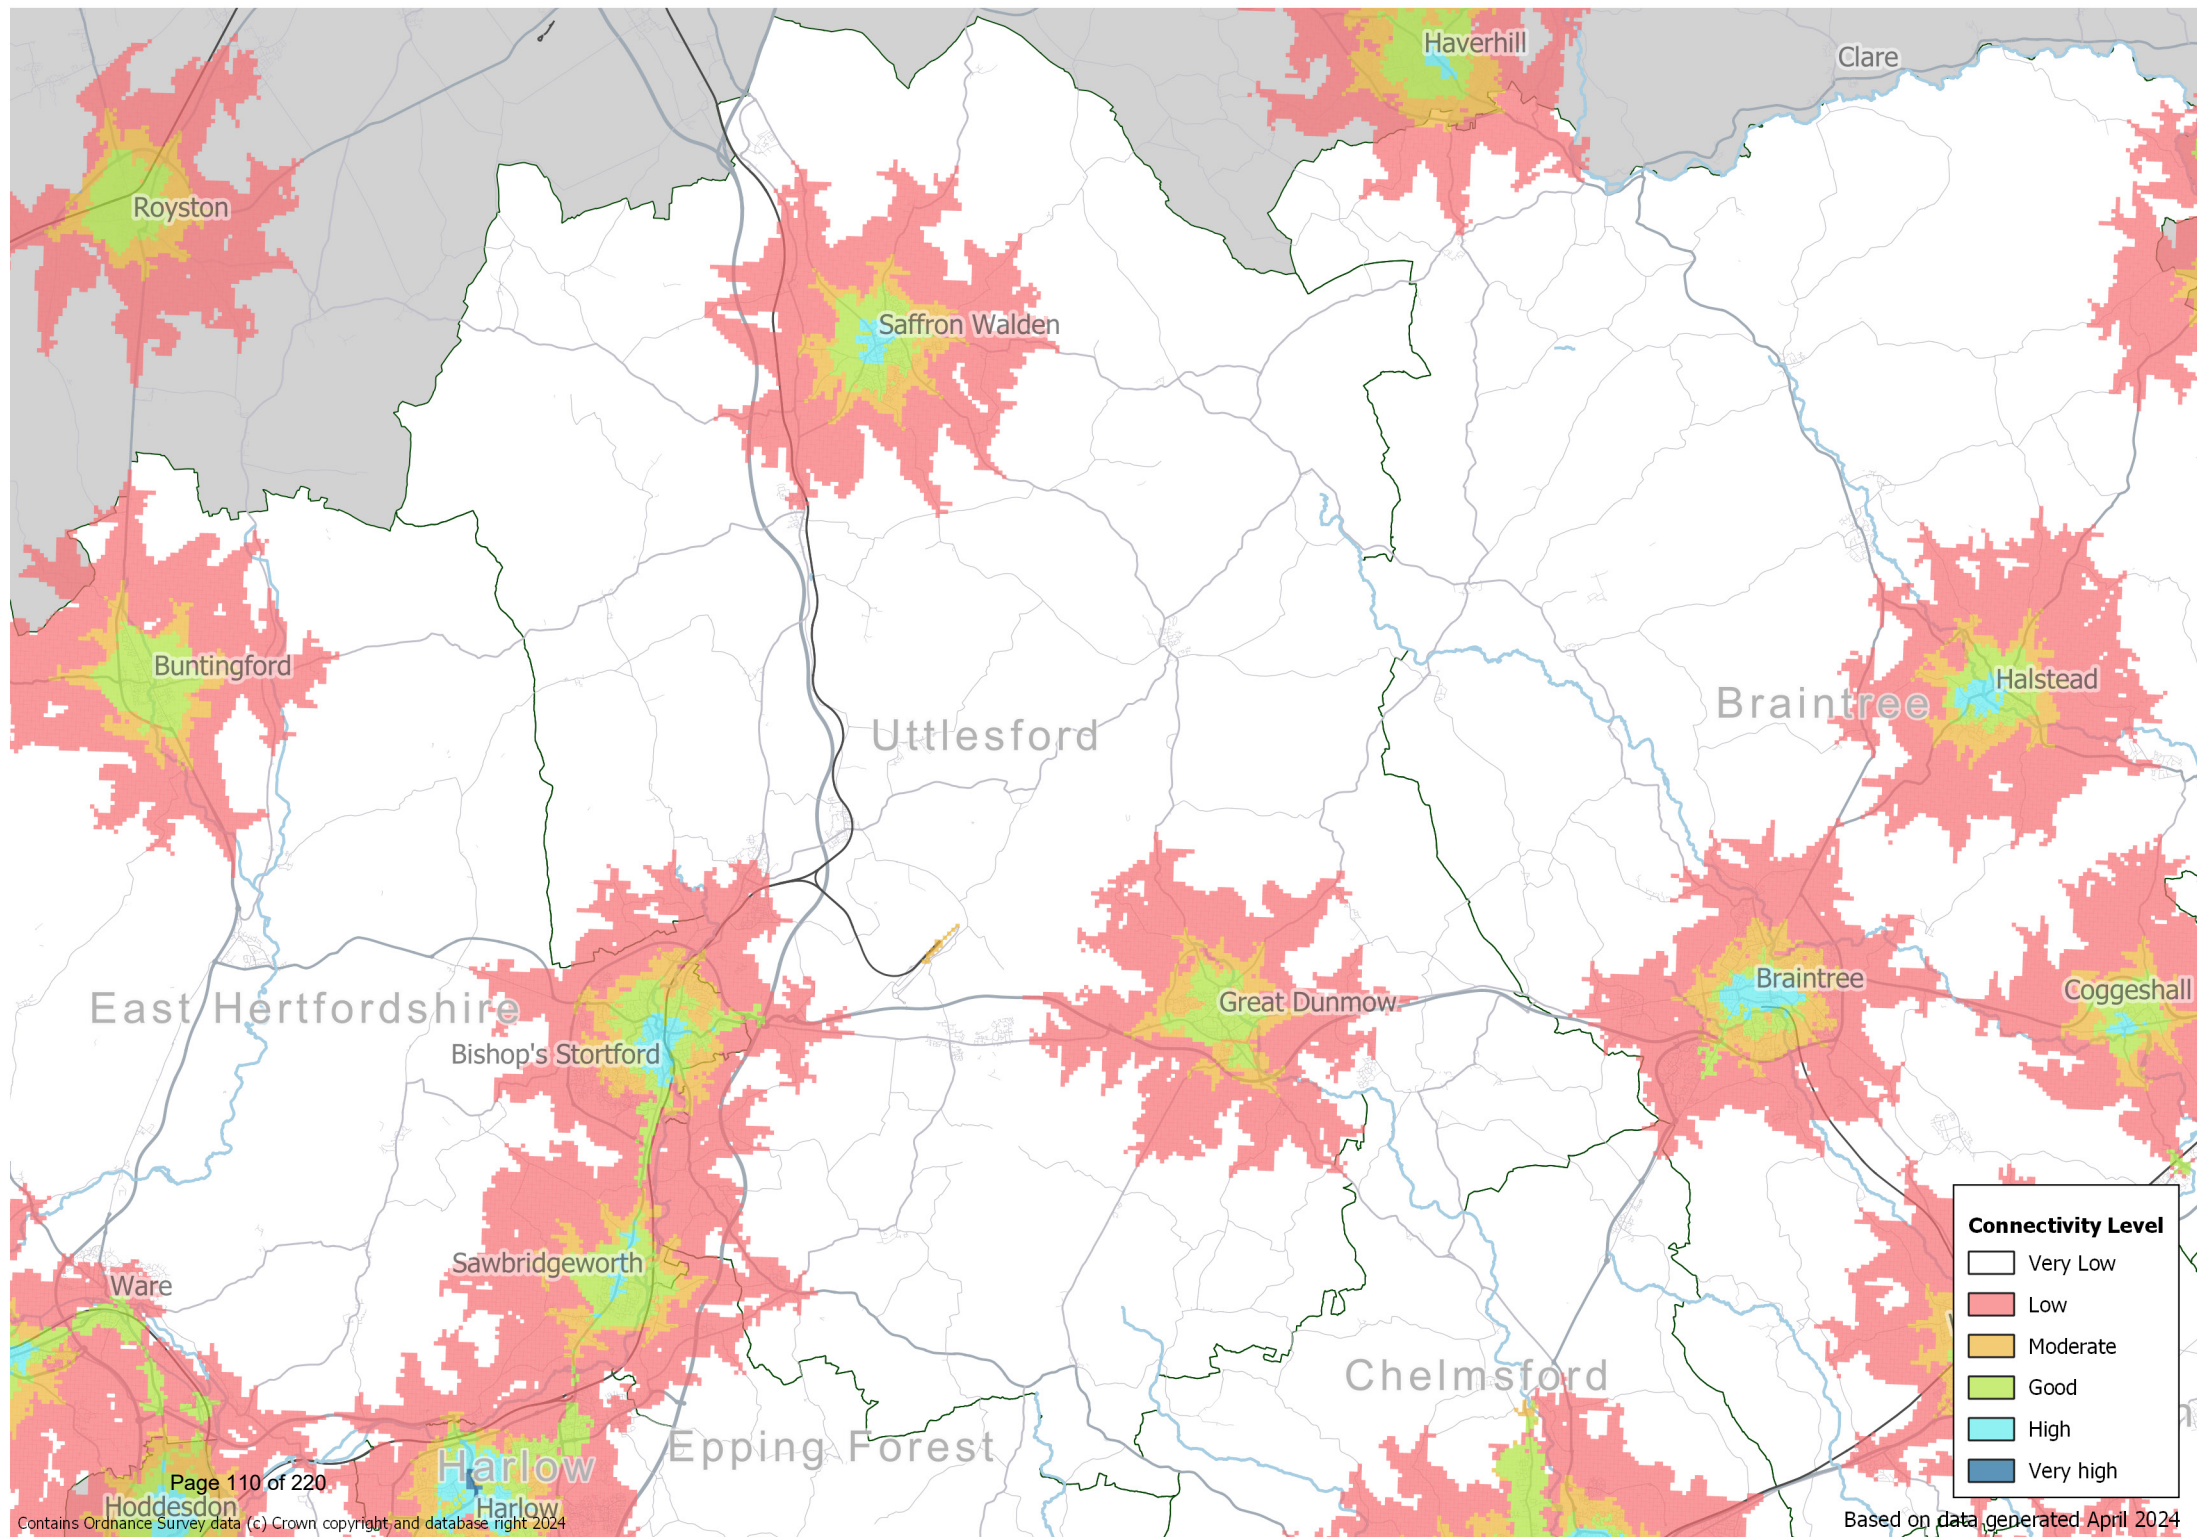 Haverhill
Clare
Royston
Saffron Walden
Buntingford
Halstead
Braintree
Uttlesford
Braintree
Coggeshall
Great Dunmow
East Hertfordshire
Bishop's Stortford
Sawbridgeworth
Ware
Chelmsford
Epping Forest
Harlow
Harlow
Hoddesdon
Connectivity Level
Very Low
Low
Moderate
Good
High
Very high
Page 110 of 220
Contains Ordnance Survey data (c) Crown copyright and database right 2024
Based on data generated April 2024